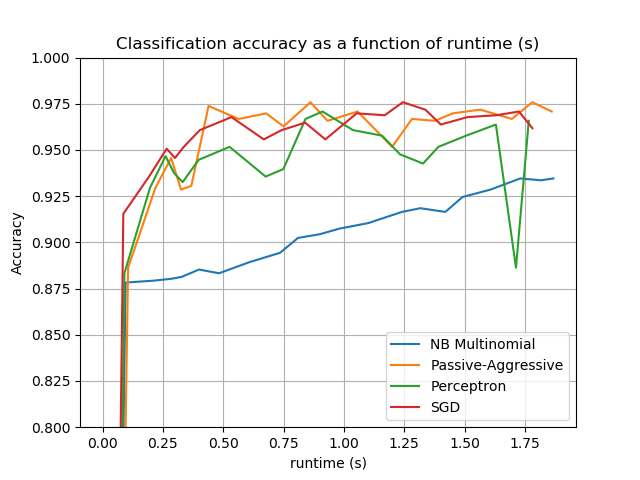 Classification accuracy as a function of runtime (s)
1.000
0.975
0.950
0.925
0.900
0.875
0.850
0.825
0.800
Accuracy
NB Multinomial
Passive-Aggressive
Perceptron
SGD
0.00 0.25 0.50 0.75 1.00 1.25 1.50 1.75
runtime (s)